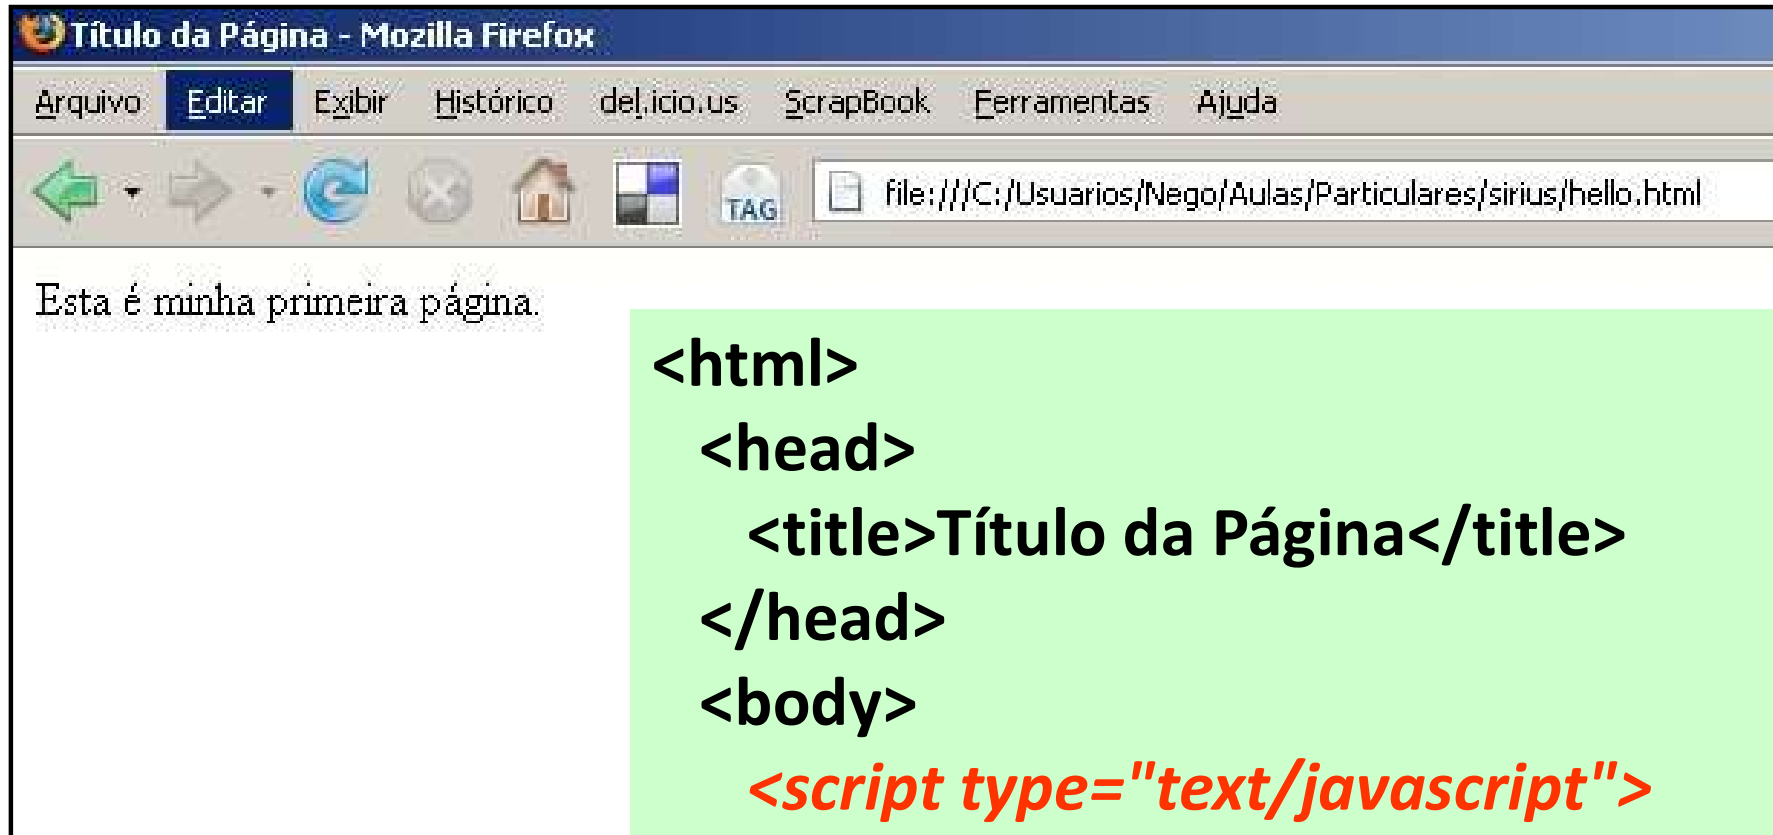 Título da Página - Mozilla Firefox
Arquivo Editar Exibir Histórico del.icio.us ScrapBook Ferramentas Ajuda
TAG file:///C:/Usuarios/Nego/Aulas/Particulares/sirius/hello.html
Esta é minha primeira página.
<html>
<head>
<title>Título da Página</title>
</head>
<body>
<script type="text/javascript">